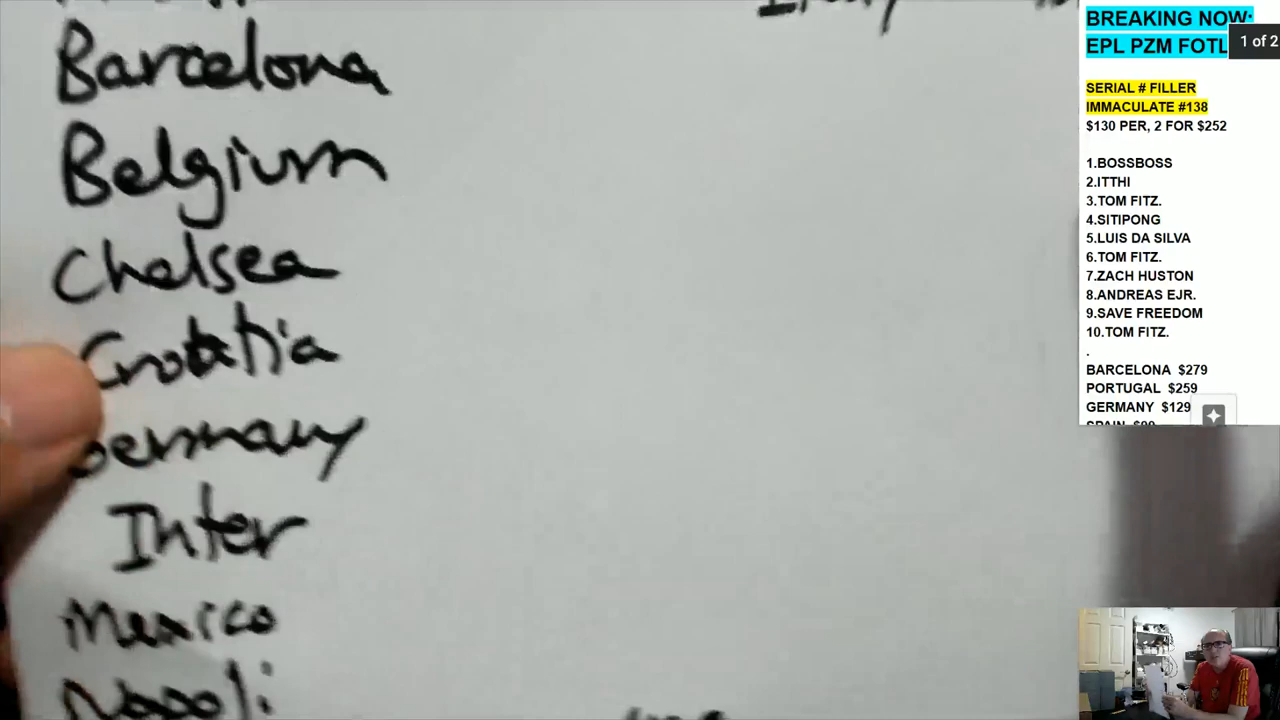 Barcelona
Belgium
Chelsea
Croatia
Germany
Inter
Mexico
Napoli
BREAKING NOW:
EPL PZM FOTL
1 of 2
SERIAL # FILLER
IMMACULATE #138
$130 PER, 2 FOR $252
1.BOSSBOSS
2.ITTHI
3.TOM FITZ.
4.SITIPONG
5.LUIS DA SILVA
6.TOM FITZ.
7.ZACH HUSTON
8.ANDREAS EJR.
9.SAVE FREEDOM
10.TOM FITZ.
.
BARCELONA $279
PORTUGAL $259
GERMANY $129
SPAIN $99